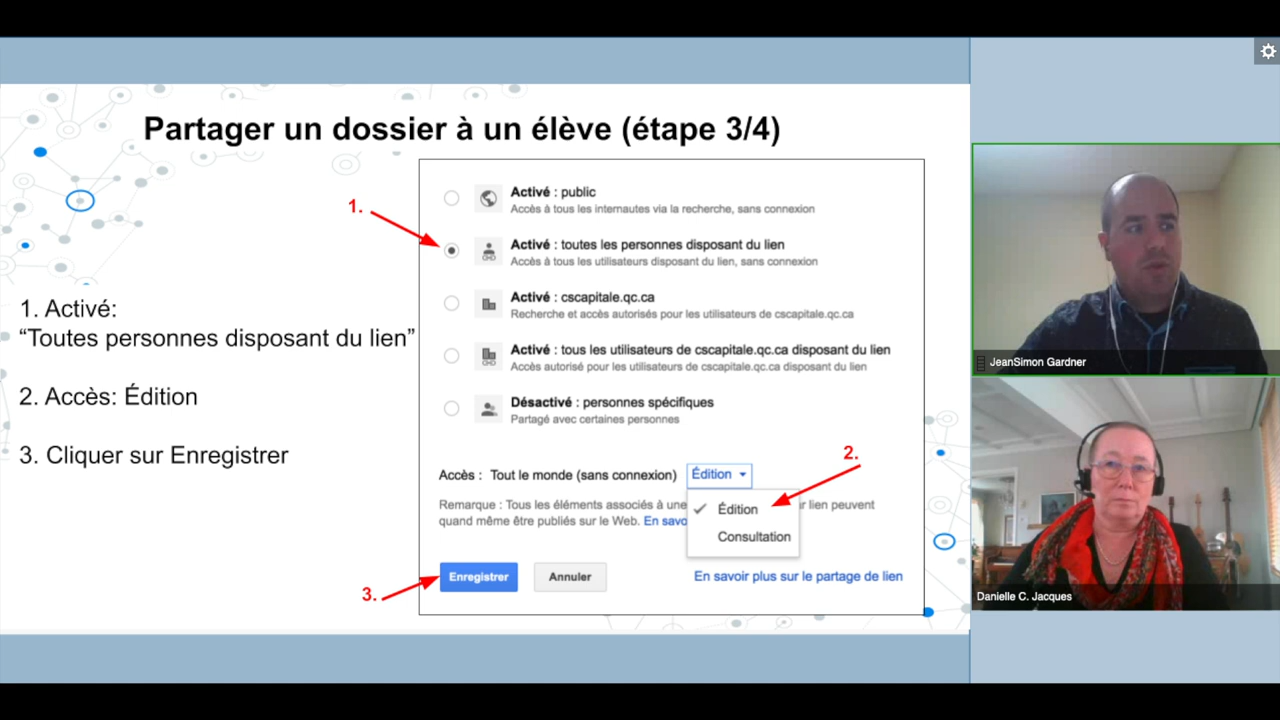 Partager un dossier à un élève (étape 3/4)
1. Activé:
“Toutes personnes disposant du lien”
2. Accès: Édition
3. Cliquer sur Enregistrer
1.
Activé : public
Accès à tous les internautes via la recherche, sans connexion
Activé : toutes les personnes disposant du lien
Accès à tous les utilisateurs disposant du lien, sans connexion
Activé : cscapitale.qc.ca
Recherche et accès autorisés pour les utilisateurs de cscapitale.qc.ca
Activé : tous les utilisateurs de cscapitale.qc.ca disposant du lien
Accès autorisé pour les utilisateurs de cscapitale.qc.ca disposant du lien
Désactivé : personnes spécifiques
Partagé avec certaines personnes
2.
Accès : Tout le monde (sans connexion) Édition
Édition
Consultation
Remarque : Tous les éléments associés à une r lien peuvent
quand même être publiés sur le Web. En savo
3.
Enregistrer
Annuler
En savoir plus sur le partage de lien
JeanSimon Gardner
Danielle C. Jacques